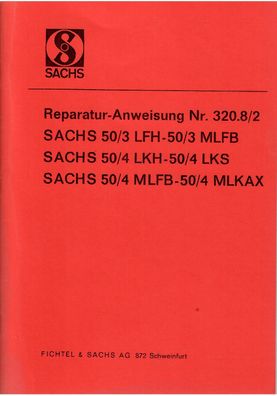 SACHS
Reparatur-Anweisung Nr. 320.8/2
SACHS 50/3 LFH-50/3 MLFB
SACHS 50/4 LKH-50/4 LKS
SACHS 50/4 MLFB-50/4 MLKAX
FICHTEL & SACHS AG 872 Schweinfurt